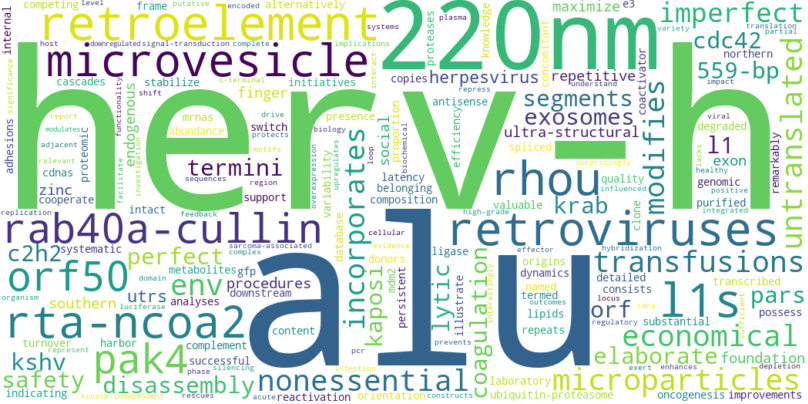 competing level
internal
putative
encoded
frame
alternatively
maximize
e3
imperfect
retroelement
220nm
microvesicle
herv-h
alu
systems
plasma
proteases
knowledge
concomitant
variety
translation
partial
cdc42
northern
559-bp
significance
host
downregulated
signal-transduction
complete
implications
interact
c-terminal
cascades
stabilize
initiatives
copies
herpesvirus
repetitive
understand
coactivator
impact
functionality
shift
endogenous
finger
antisense
repress
segments
modifies
untranslated
report
drive
mrnas
presence
efficiency
exosomes
viral
degraded
modulates
protects
abundance
switch
social
proportion
ultra-structural
l1
exon
lacks
remarkably
adhesions
proteomic
adjacent
biology
variability
upregulates
loop
biochemical
spliced
surprisingly
genomic
healthy
relevant
facilitate
investigation
motifs
termini
overexpression
incorporates
latency
belonging
composition
rhou
quality
influenced
purified
positive
integrated
cdnas
zinc
cooperate
sequences
region
support
valuable
krab
clone
high-grade
replication
intact
feedback
cellular
rab40a-cullin
retroviruses
c2h2
systematic
perfect
sarcoma-associated
complex
database
evidence
donors
mdm2
kaposi
persistent
lytic
ligase
illustrate
coagulation
interestingly
effector
hybridization
origins
dynamics
named
termed
outcomes
lipids
repeats
transfusions
detailed
consists
locus
cdna
transcribed
efficient
l1s
pars
possess
orf50
domain
metabolites
gfp
env
procedures
organism
southern
utrs
analyses
downstream
luciferase
orf
regulatory
substantial
rta-ncoa2
content
economical
turnover
harbor
complement
pak4
kshv
represent
successful
silencing
pcr
prevents
elaborate
foundation
safety
disassembly
phase
infection
nonessential
laboratory
microparticles
exert
enhances
depletion
indicating
kinase-independent
rescues
acute
reactivation
orientation
constructs
ubiquitin-proteasome
oncogenesis
improvements